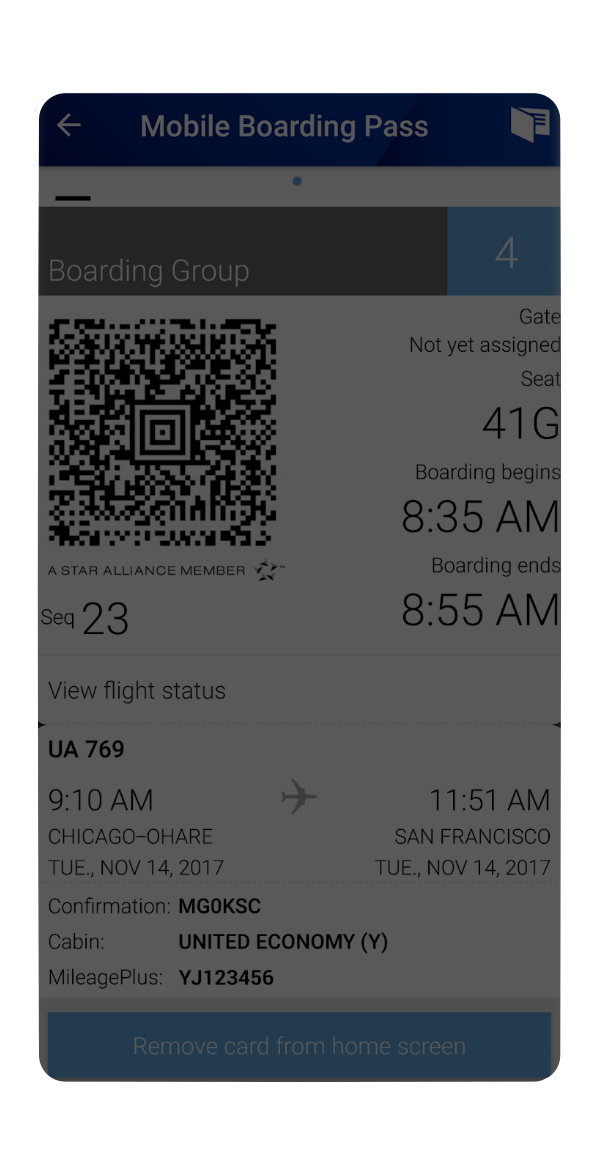 Mobile Boarding Pass
Boarding Group
4
Gate
Not yet assigned
Seat
41G
Boarding begins
8:35 AM
Boarding ends
8:55 AM
A STAR ALLIANCE MEMBER ™
Seq 23
View flight status
UA 769
9:10 AM 11:51 AM
CHICAGO–OHARE SAN FRANCISCO
TUE., NOV 14, 2017 TUE., NOV 14, 2017
Confirmation: MG0KSC
Cabin: UNITED ECONOMY (Y)
MileagePlus: YJ123456
Remove card from home screen